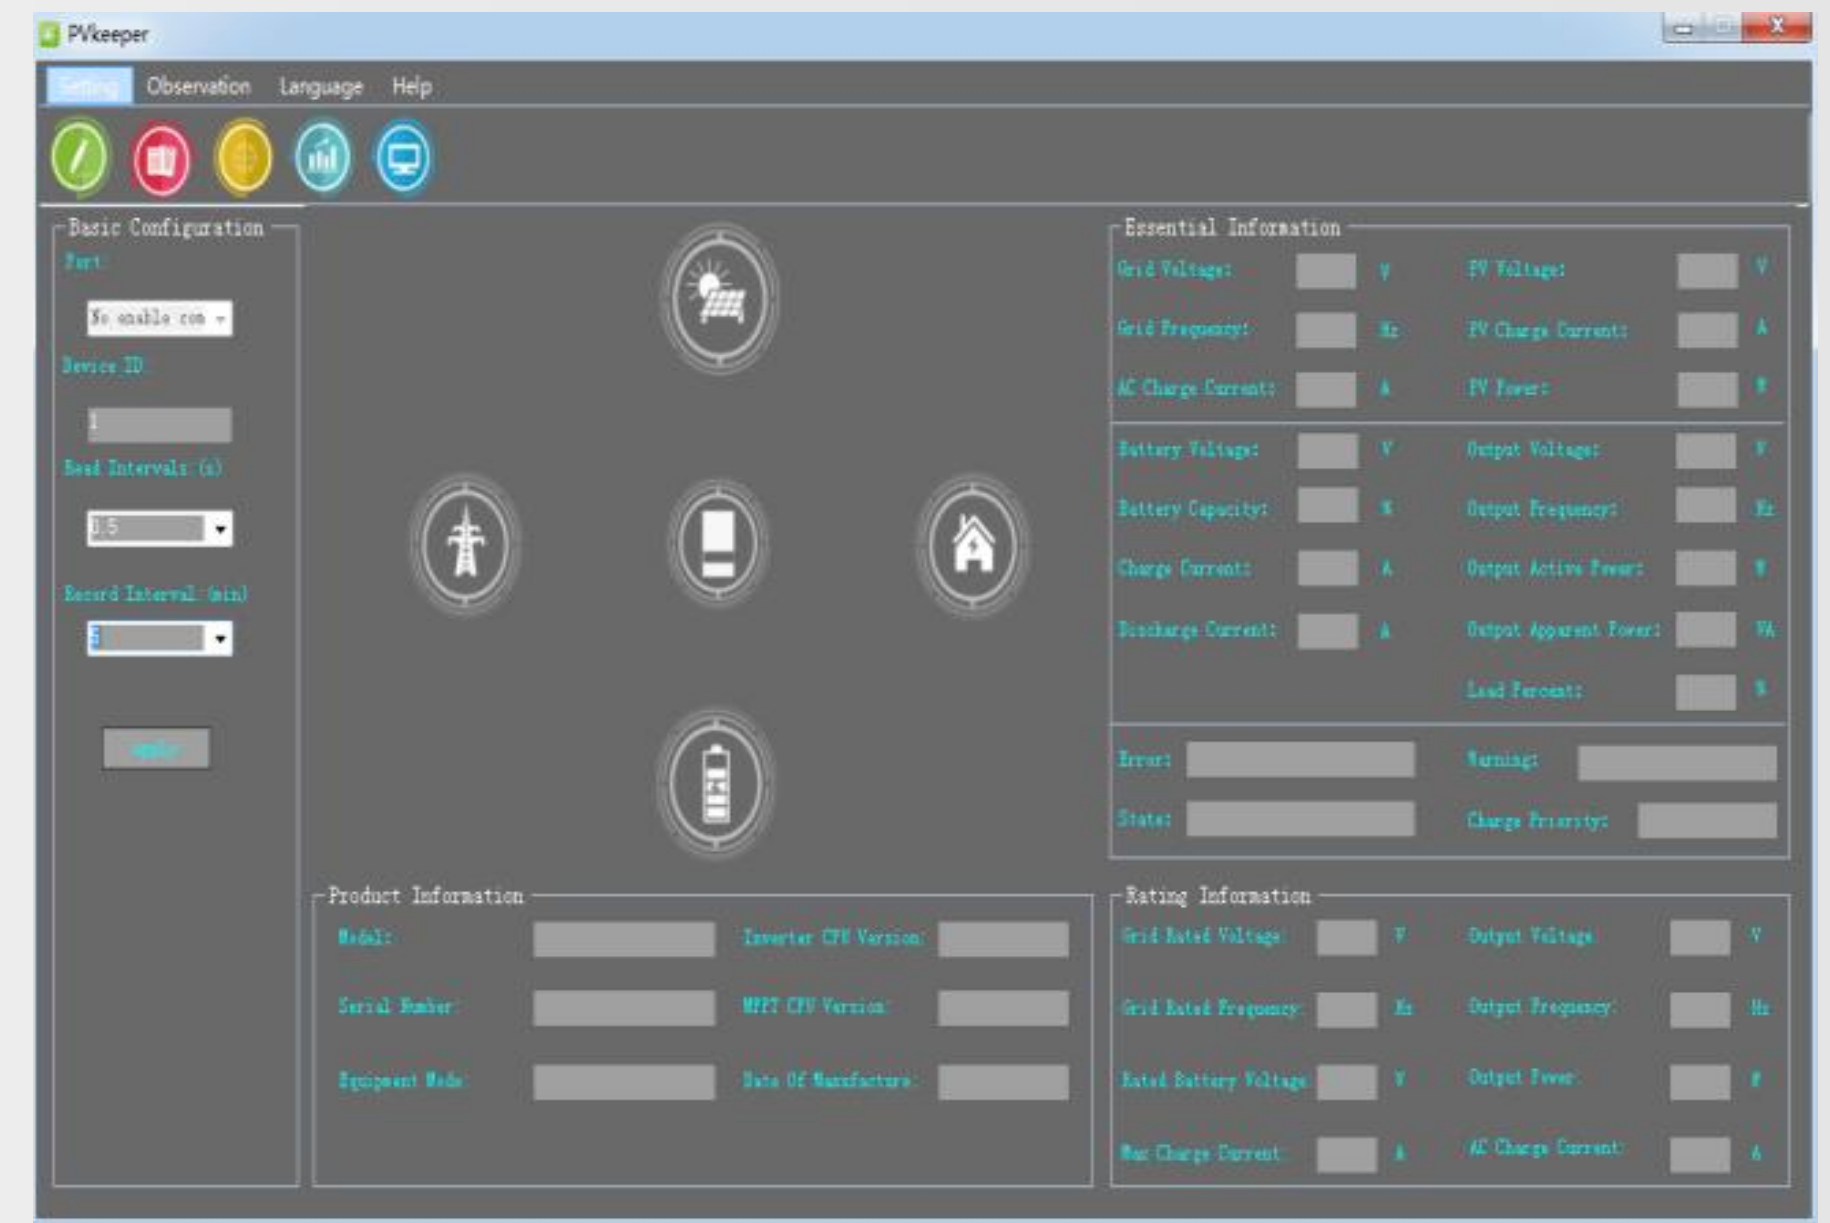 PVkeeper
Setting Observation Language Help
Basic Configuration
Port:
No enable com
Device ID:
1
Read Intervals: (s)
0.5
Record Interval: (min)
5
Apply
Essential Information
Grid Voltage: V PV Voltage: V
Grid Frequency: Hz PV Charge Current: A
AC Charge Current: A PV Power: W
Battery Voltage: V Output Voltage: V
Battery Capacity: % Output Frequency: Hz
Charge Current: A Output Active Power: W
Discharge Current: A Output Apparent Power: VA
Load Percent: %
Error: Warning:
State: Charge Priority:
Product Information
Model: Inverter CPU Version:
Serial Number: MPPT CPU Version:
Equipment Mode: Date Of Manufacture:
Rating Information
Grid Rated Voltage: V Output Voltage: V
Grid Rated Frequency: Hz Output Frequency: Hz
Rated Battery Voltage: V Output Power:
Max Charge Current: A AC Charge Current: A